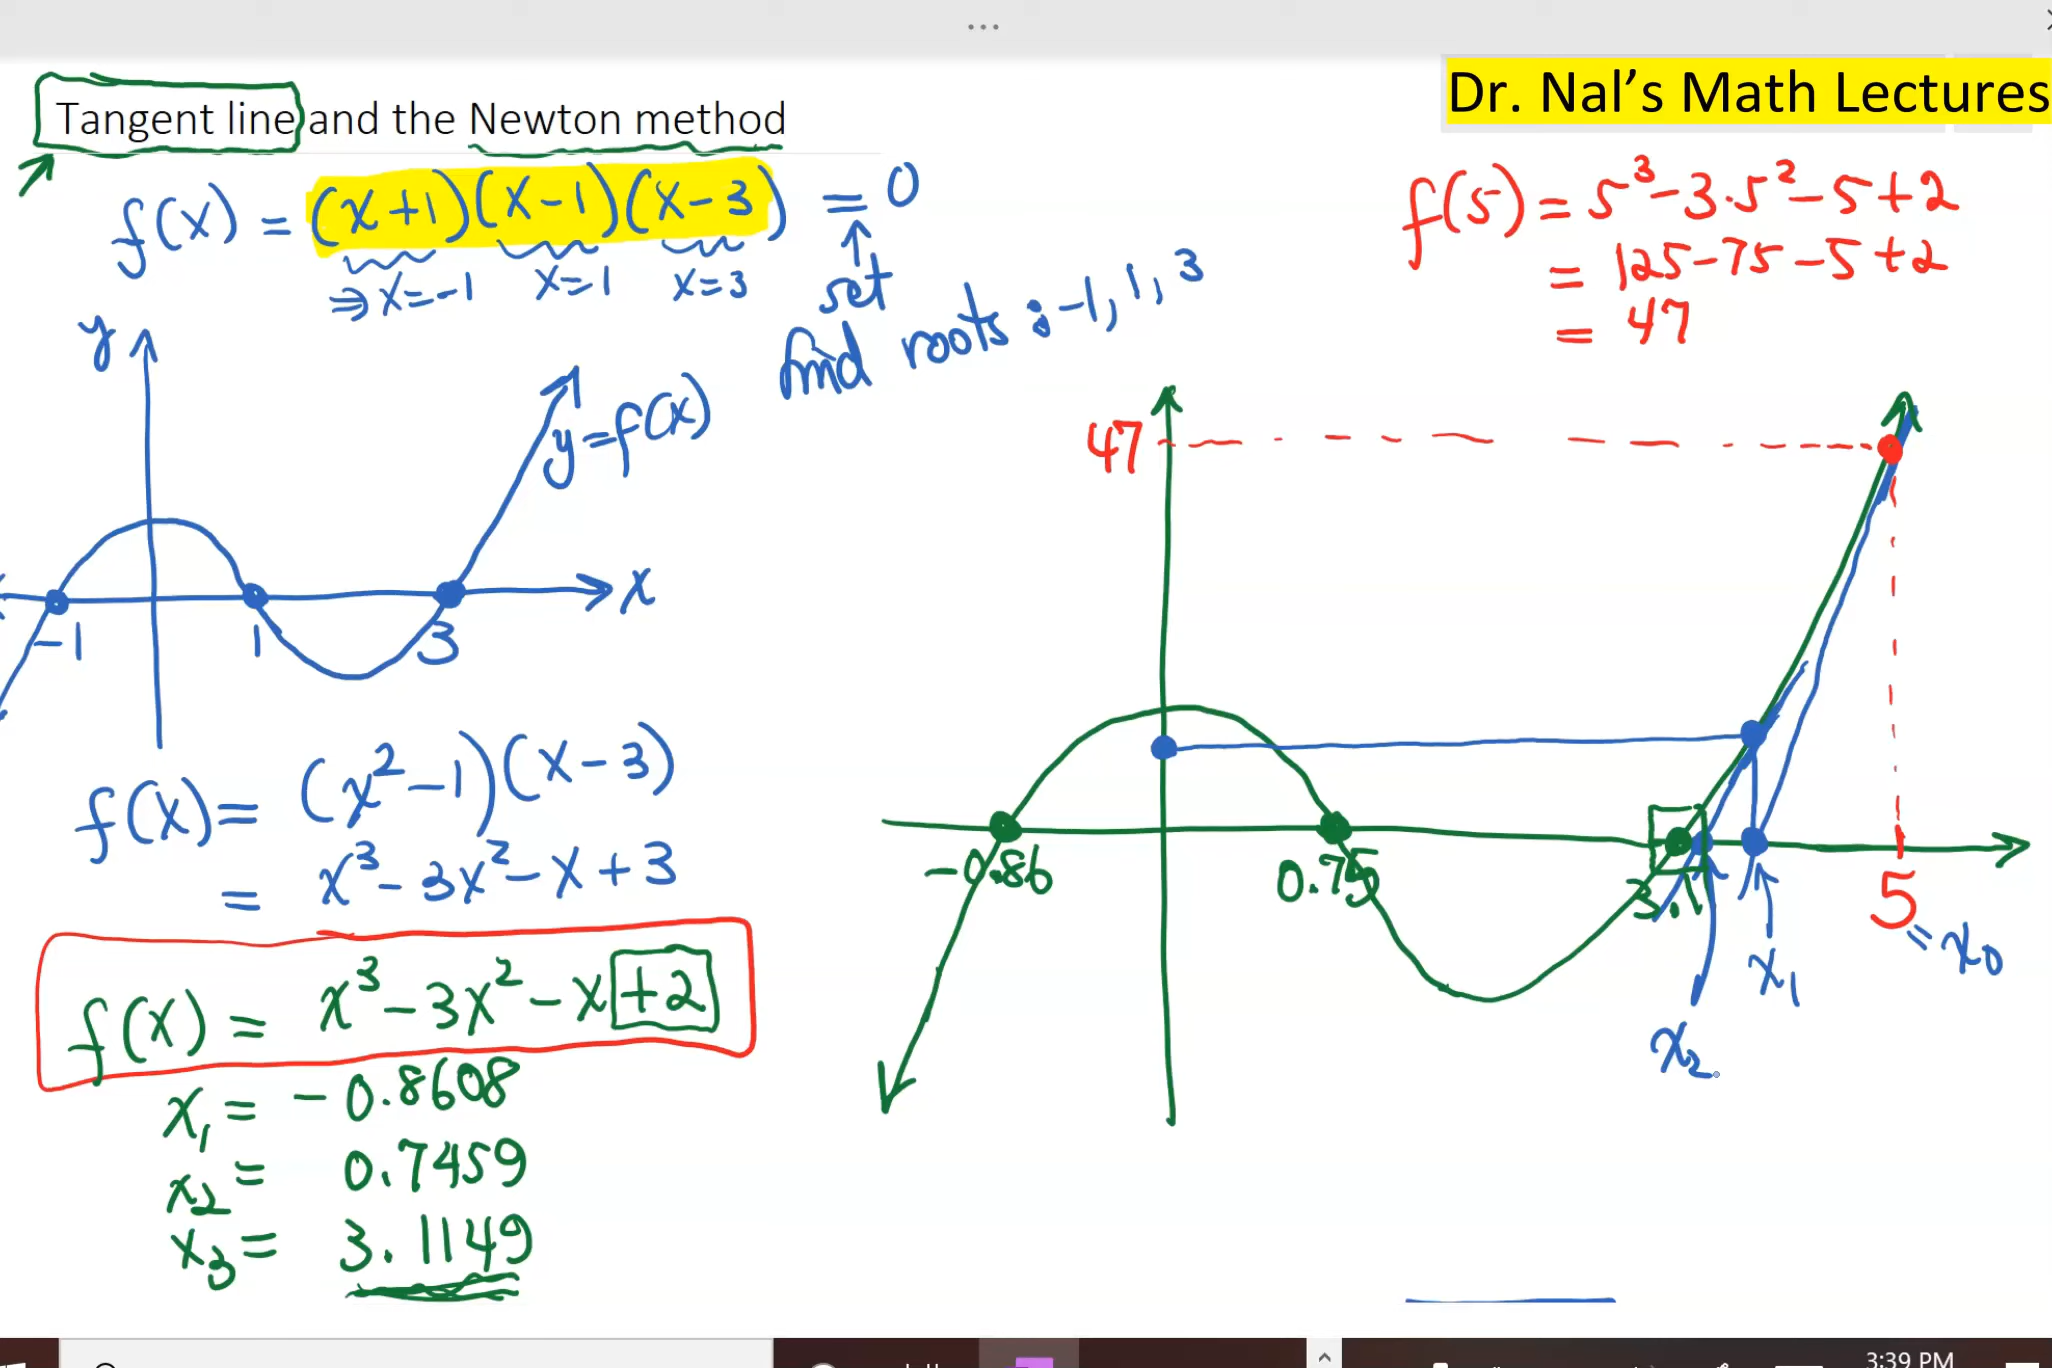 ...
Dr. Nal’s Math Lectures
Tangent line and the Newton method
f(x) = (x+1)(x-1)(x-3) = 0
⇒ x=-1 x=1 x=3
set
find roots : -1, 1, 3
f(5) = 5³-3·5²-5+2
= 125-75-5+2
= 47
y
y=f(x)
x
-1 1 3
f(x)= (x²-1)(x-3)
= x³-3x²-x+3
f(x) = x³-3x²-x+2
x₁ = -0.8608
x₂ = 0.7459
x₃ = 3.1149
47
-0.86 0.75 3.1 5
= x₀
x₁
x₂
3:39 PM